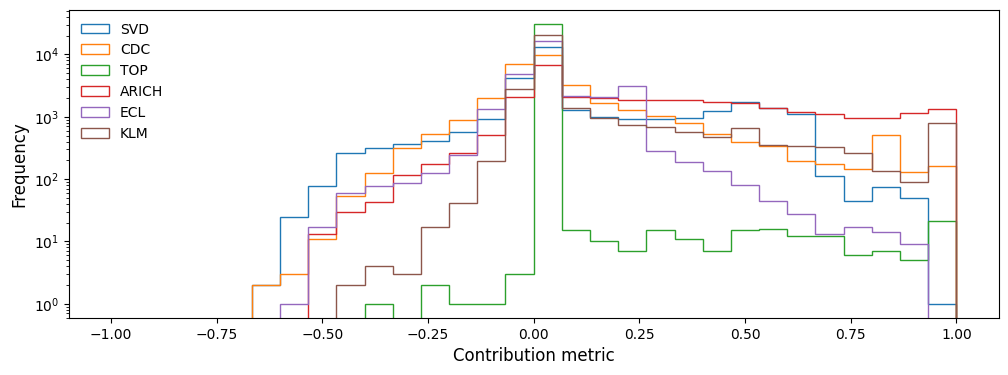 SVD
CDC
TOP
ARICH
ECL
KLM
Frequency
10⁴
10³
10²
10¹
10⁰
−1.00 −0.75 −0.50 −0.25 0.00 0.25 0.50 0.75 1.00
Contribution metric